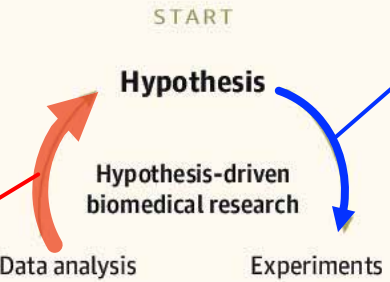 START
Hypothesis
Hypothesis-driven
biomedical research
Data analysis
Experiments